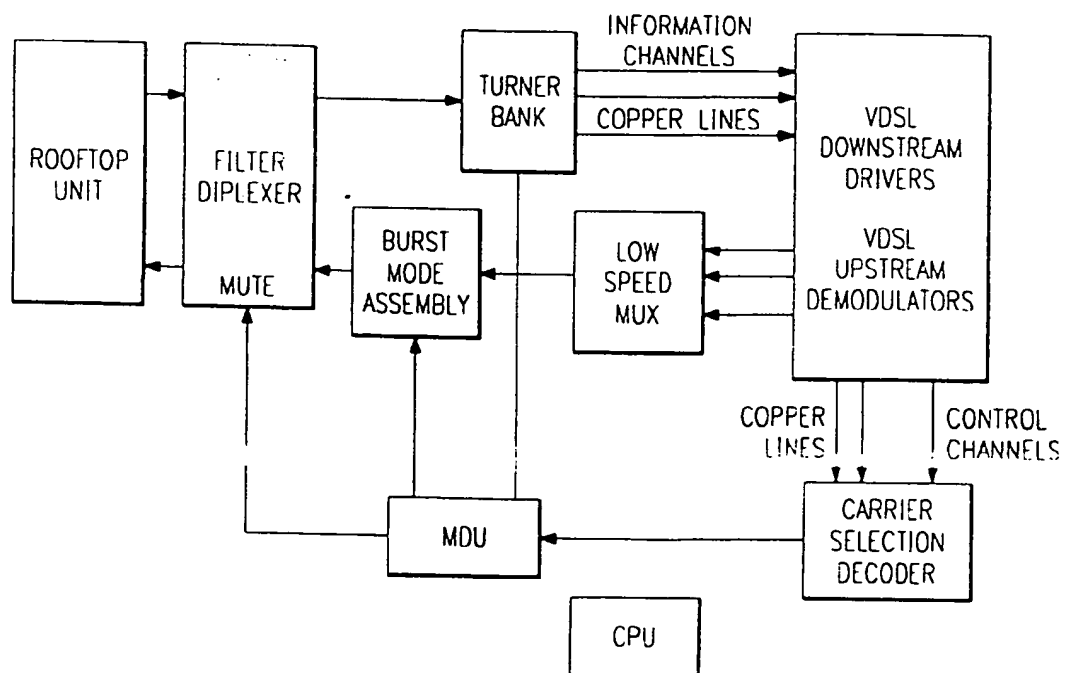 INFORMATION
CHANNELS
TURNER
BANK
COPPER LINES
ROOFTOP
UNIT
FILTER
DIPLEXER
MUTE
VDSL
DOWNSTREAM
DRIVERS
VDSL
UPSTREAM
DEMODULATORS
BURST
MODE
ASSEMBLY
LOW
SPEED
MUX
COPPER
LINES
CONTROL
CHANNELS
MDU
CARRIER
SELECTION
DECODER
CPU